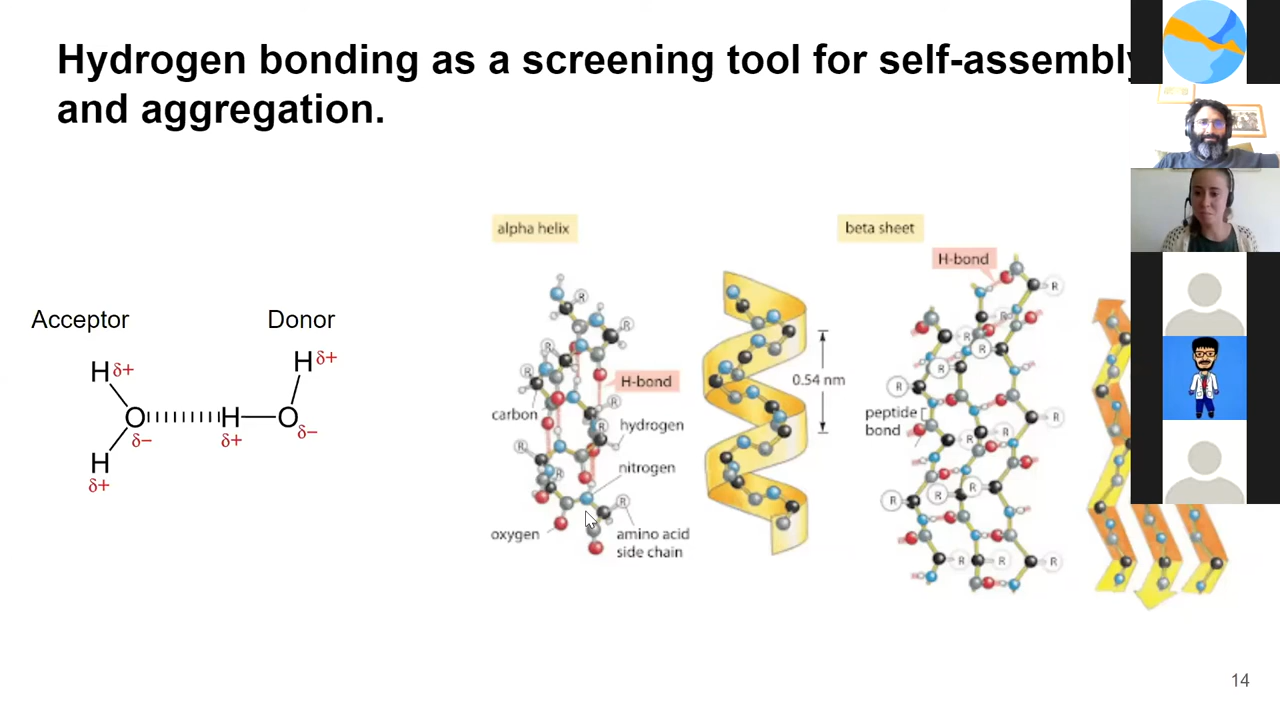 Hydrogen bonding as a screening tool for self-assembly
and aggregation.
Acceptor
Donor
H δ+
H δ+
O H O
δ− δ+ δ−
H
δ+
alpha helix
R
R
R
R
H-bond
R
carbon
R
hydrogen
R
nitrogen
R
R
oxygen
amino acid
side chain
0.54 nm
beta sheet
H-bond
R
R
R
R
R
R
peptide
bond
R
R
R
R
R
R
R
R
14